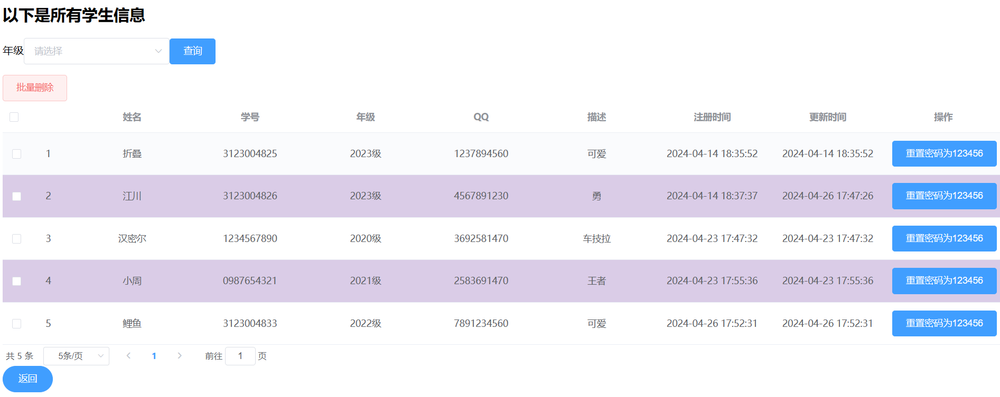 以下是所有学生信息
年级 请选择 查询
批量删除
姓名 学号 年级 QQ 描述 注册时间 更新时间 操作
1 折叠 3123004825 2023级 1237894560 可爱 2024-04-14 18:35:52 2024-04-14 18:35:52 重置密码为123456
2 江川 3123004826 2023级 4567891230 勇 2024-04-14 18:37:37 2024-04-26 17:47:26 重置密码为123456
3 汉密尔 1234567890 2020级 3692581470 车技拉 2024-04-23 17:47:32 2024-04-23 17:47:32 重置密码为123456
4 小周 0987654321 2021级 2583691470 王者 2024-04-23 17:55:36 2024-04-23 17:55:36 重置密码为123456
5 鲤鱼 3123004833 2022级 7891234560 可爱 2024-04-26 17:52:31 2024-04-26 17:52:31 重置密码为123456
共 5 条 5条/页 1 前往 1 页
返回